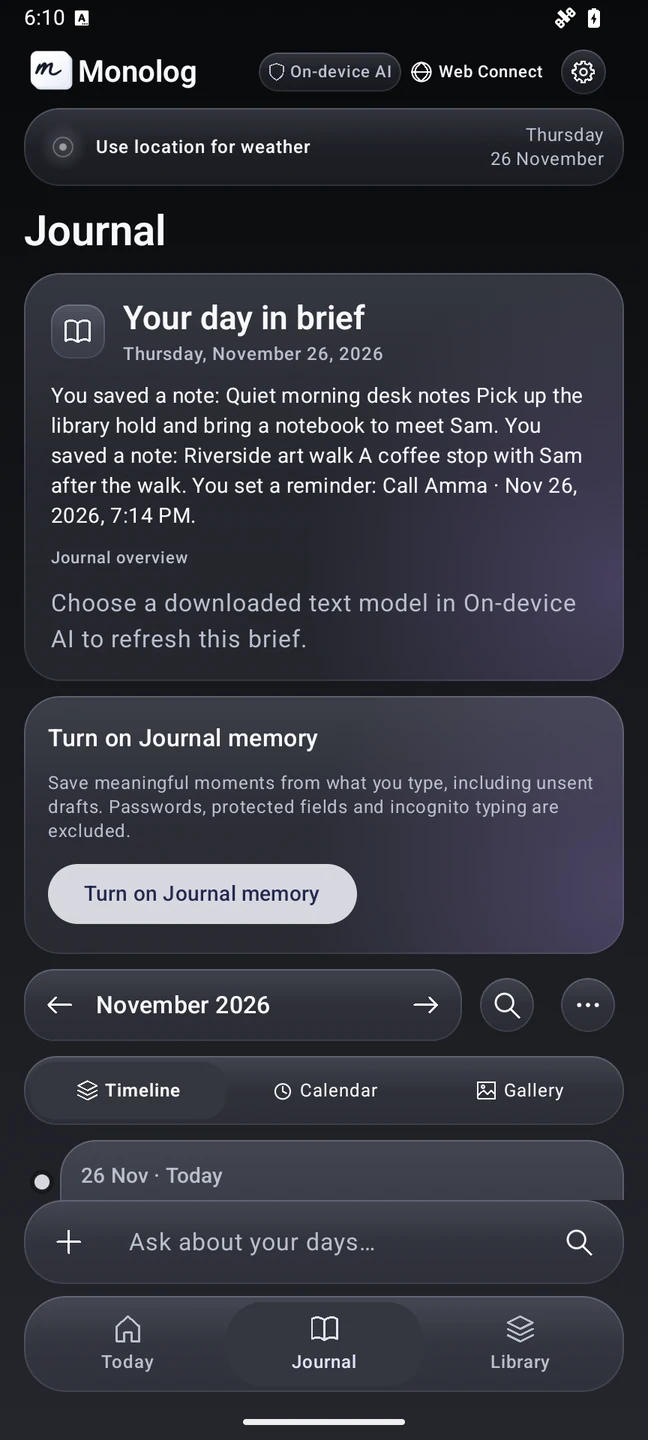 6:10
Monolog
On-device AI
Web Connect
Use location for weather
Thursday
26 November
Journal
Your day in brief
Thursday, November 26, 2026
You saved a note: Quiet morning desk notes Pick up the
library hold and bring a notebook to meet Sam. You
saved a note: Riverside art walk A coffee stop with Sam
after the walk. You set a reminder: Call Amma · Nov 26,
2026, 7:14 PM.
Journal overview
Choose a downloaded text model in On-device
AI to refresh this brief.
Turn on Journal memory
Save meaningful moments from what you type, including unsent
drafts. Passwords, protected fields and incognito typing are
excluded.
Turn on Journal memory
November 2026
Timeline
Calendar
Gallery
26 Nov · Today
Ask about your days…
Today
Journal
Library